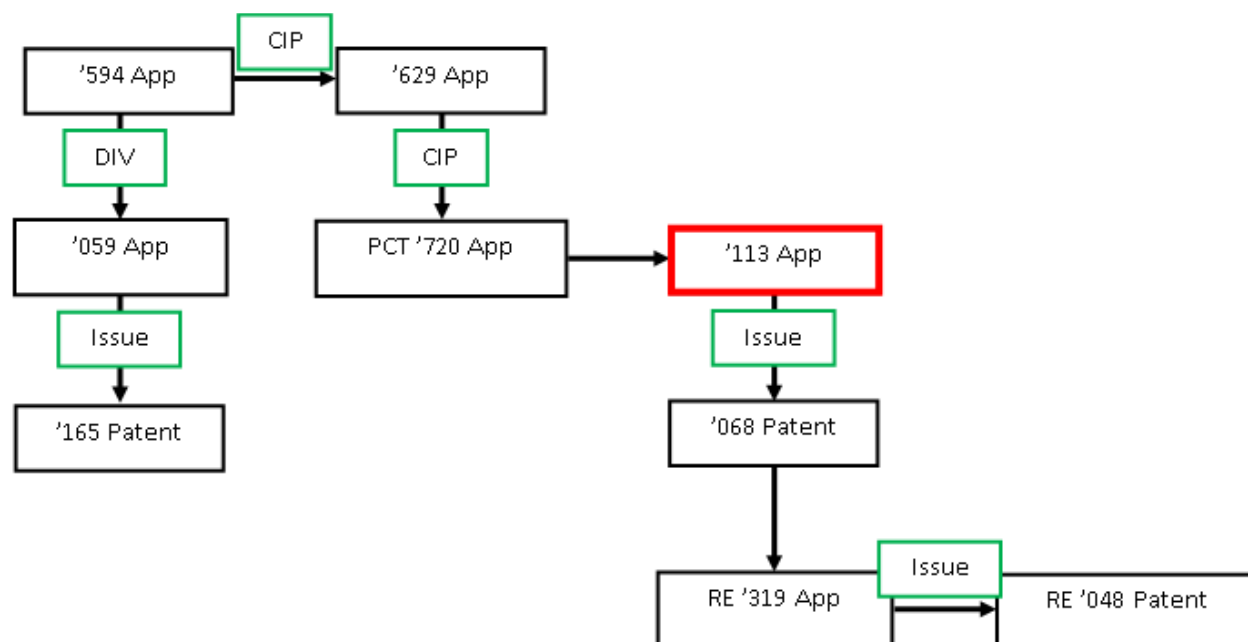 CIP
’594 App
’629 App
DIV
CIP
’059 App
PCT ’720 App
’113 App
Issue
Issue
’165 Patent
’068 Patent
Issue
RE ’319 App
RE ’048 Patent